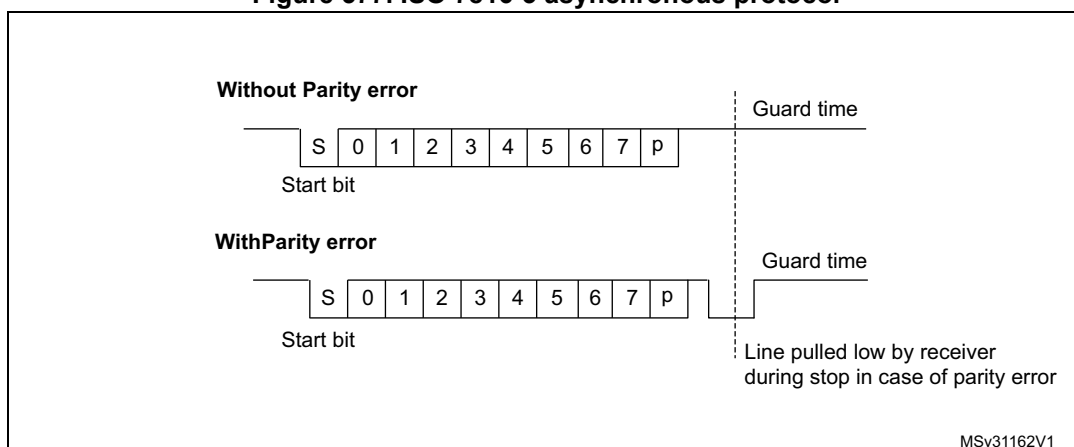 Figure 377. ISO 7816-3 asynchronous protocol
Without Parity error
Guard time
S 0 1 2 3 4 5 6 7 p
Start bit
WithParity error
Guard time
S 0 1 2 3 4 5 6 7 p
Start bit
Line pulled low by receiver
during stop in case of parity error
MSv31162V1